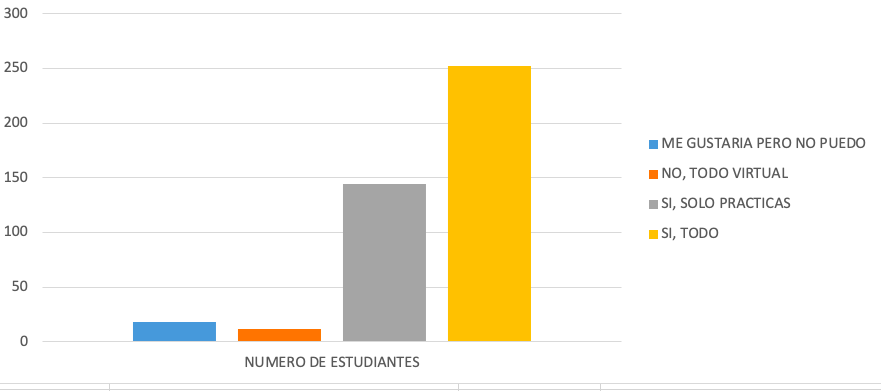 300
250
200
150
100
50
0
NUMERO DE ESTUDIANTES
ME GUSTARIA PERO NO PUEDO
NO, TODO VIRTUAL
SI, SOLO PRACTICAS
SI, TODO